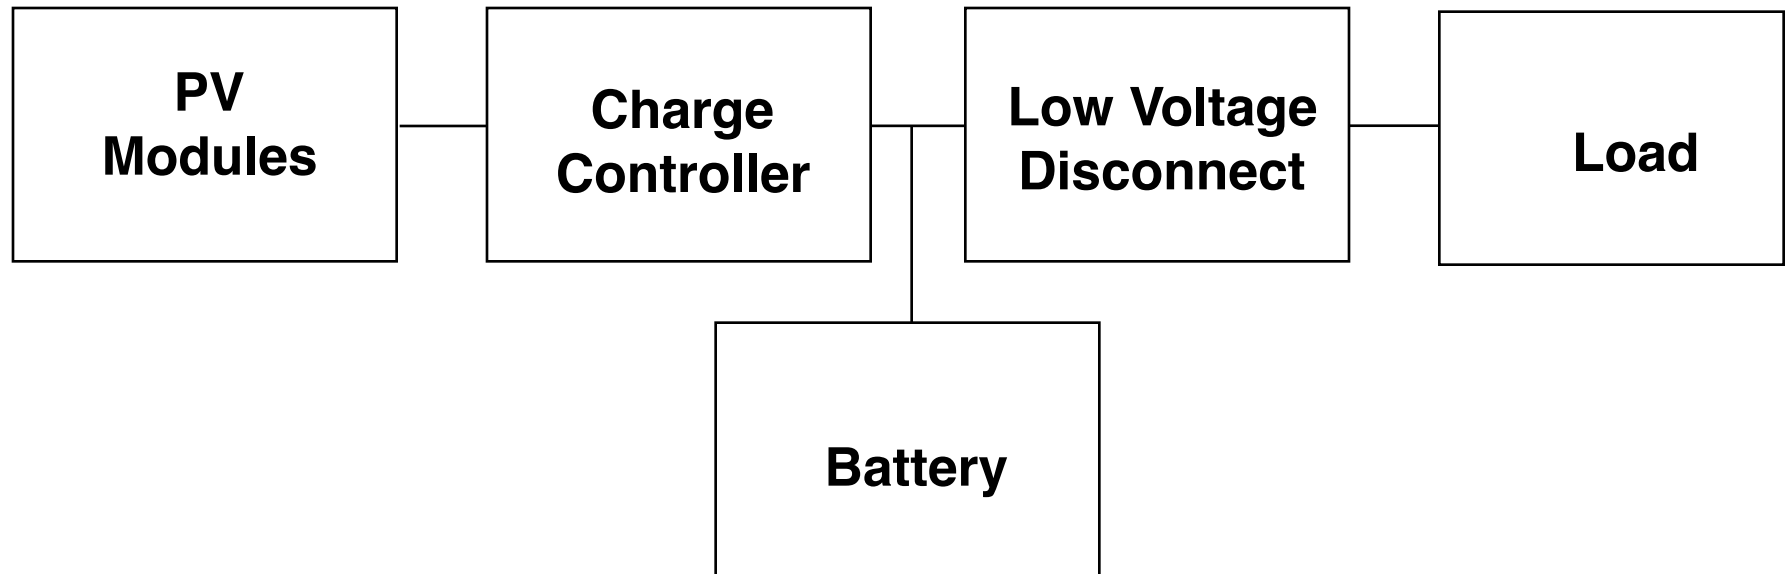 PV
Modules
Charge
Controller
Low Voltage
Disconnect
Load
Battery